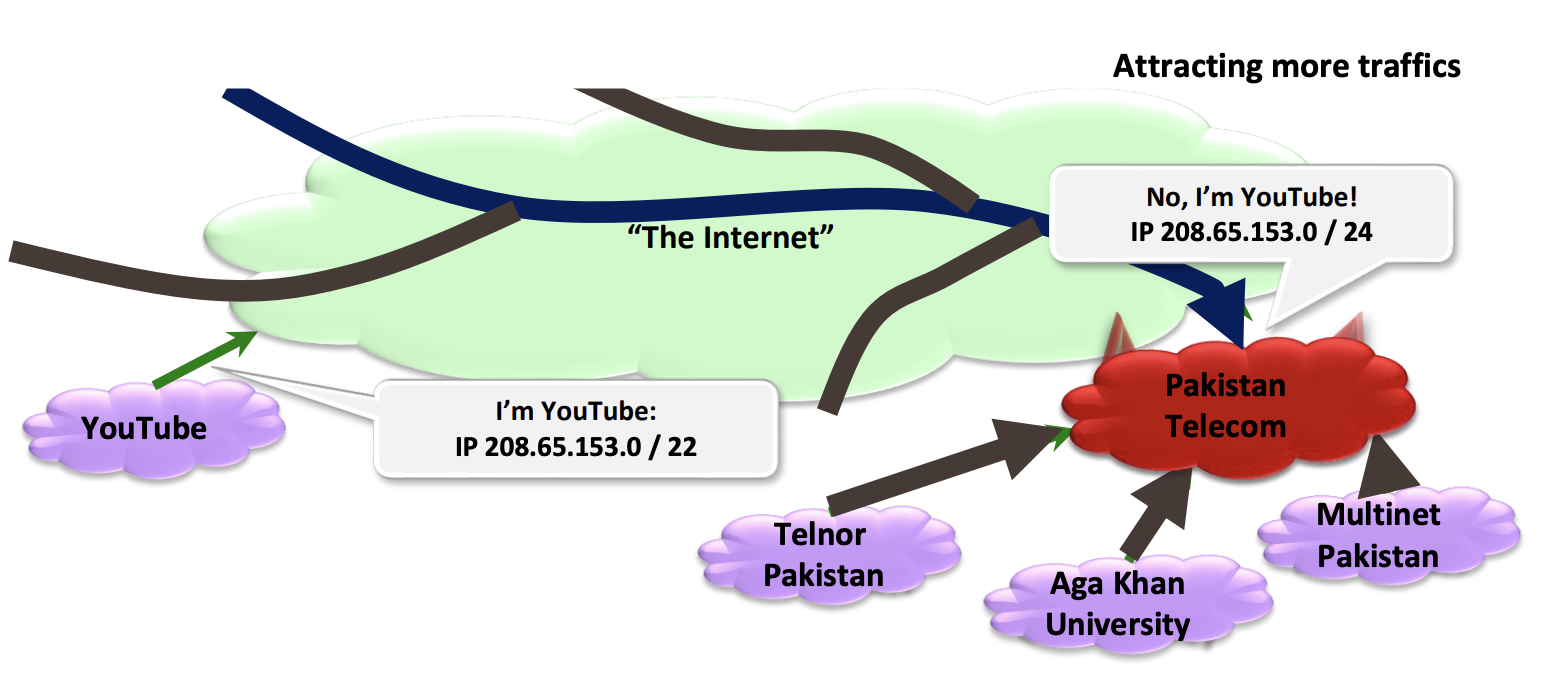 Attracting more traffics
No, I’m YouTube!
IP 208.65.153.0 / 24
“The Internet”
Pakistan
Telecom
I’m YouTube:
IP 208.65.153.0 / 22
YouTube
Telnor
Pakistan
Aga Khan
University
Multinet
Pakistan